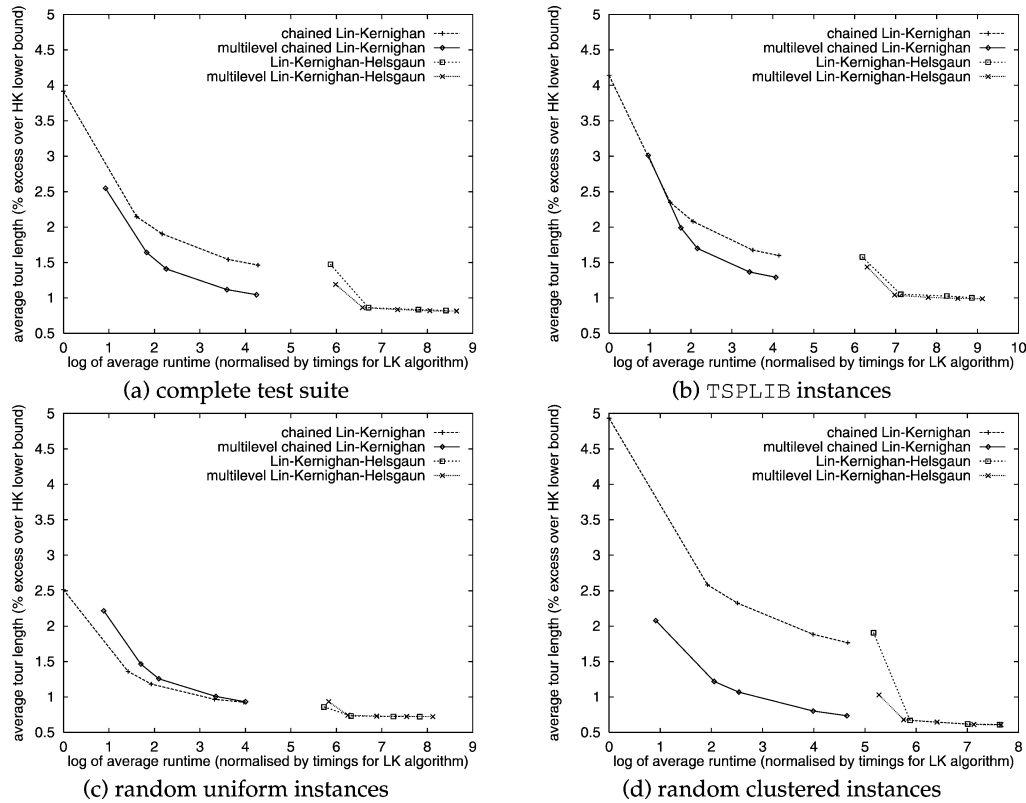 average tour length (% excess over HK lower bound)
5
4.5
4
3.5
3
2.5
2
1.5
1
0.5
chained Lin-Kernighan
multilevel chained Lin-Kernighan
Lin-Kernighan-Helsgaun
multilevel Lin-Kernighan-Helsgaun
0 1 2 3 4 5 6 7 8 9
log of average runtime (normalised by timings for LK algorithm)
(a) complete test suite
average tour length (% excess over HK lower bound)
5
4.5
4
3.5
3
2.5
2
1.5
1
0.5
chained Lin-Kernighan
multilevel chained Lin-Kernighan
Lin-Kernighan-Helsgaun
multilevel Lin-Kernighan-Helsgaun
0 1 2 3 4 5 6 7 8 9 10
log of average runtime (normalised by timings for LK algorithm)
(b) TSPLIB instances
average tour length (% excess over HK lower bound)
5
4.5
4
3.5
3
2.5
2
1.5
1
0.5
chained Lin-Kernighan
multilevel chained Lin-Kernighan
Lin-Kernighan-Helsgaun
multilevel Lin-Kernighan-Helsgaun
0 1 2 3 4 5 6 7 8 9
log of average runtime (normalised by timings for LK algorithm)
(c) random uniform instances
average tour length (% excess over HK lower bound)
5
4.5
4
3.5
3
2.5
2
1.5
1
0.5
chained Lin-Kernighan
multilevel chained Lin-Kernighan
Lin-Kernighan-Helsgaun
multilevel Lin-Kernighan-Helsgaun
0 1 2 3 4 5 6 7 8
log of average runtime (normalised by timings for LK algorithm)
(d) random clustered instances